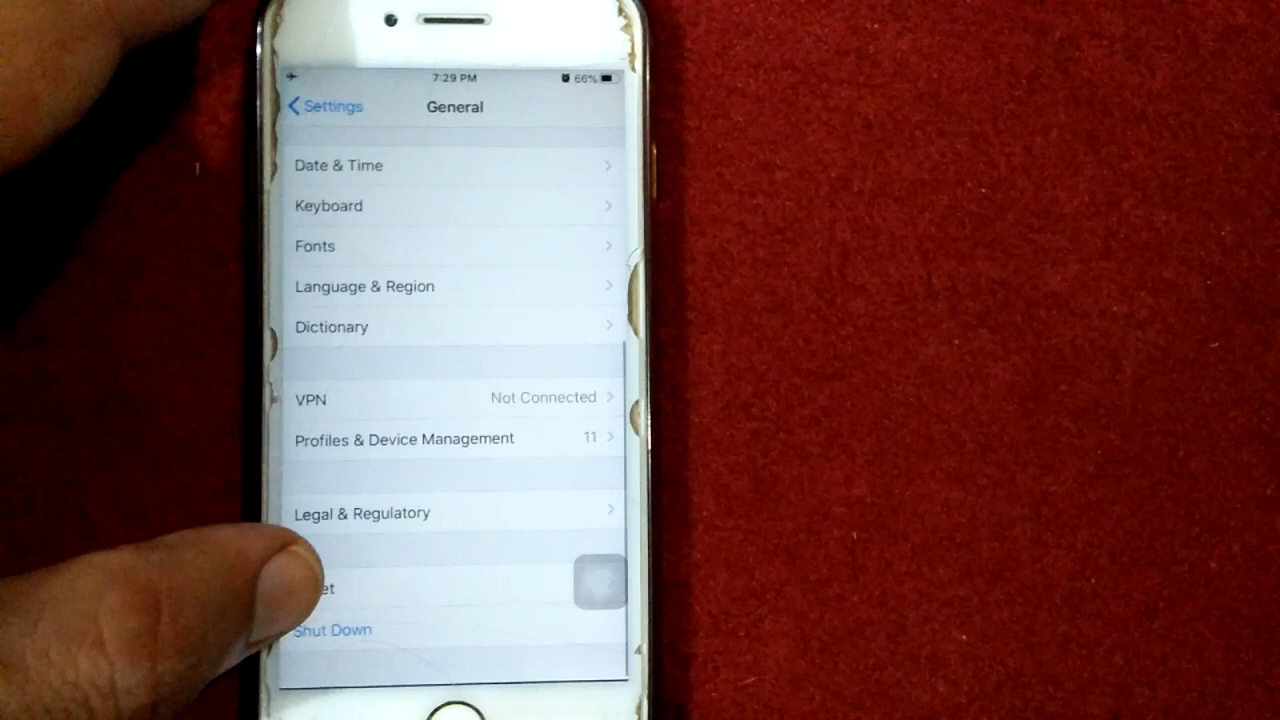 7:29 PM 66%
Settings General
Date & Time
Keyboard
Fonts
Language & Region
Dictionary
VPN Not Connected
Profiles & Device Management 11
Legal & Regulatory
et
Shut Down